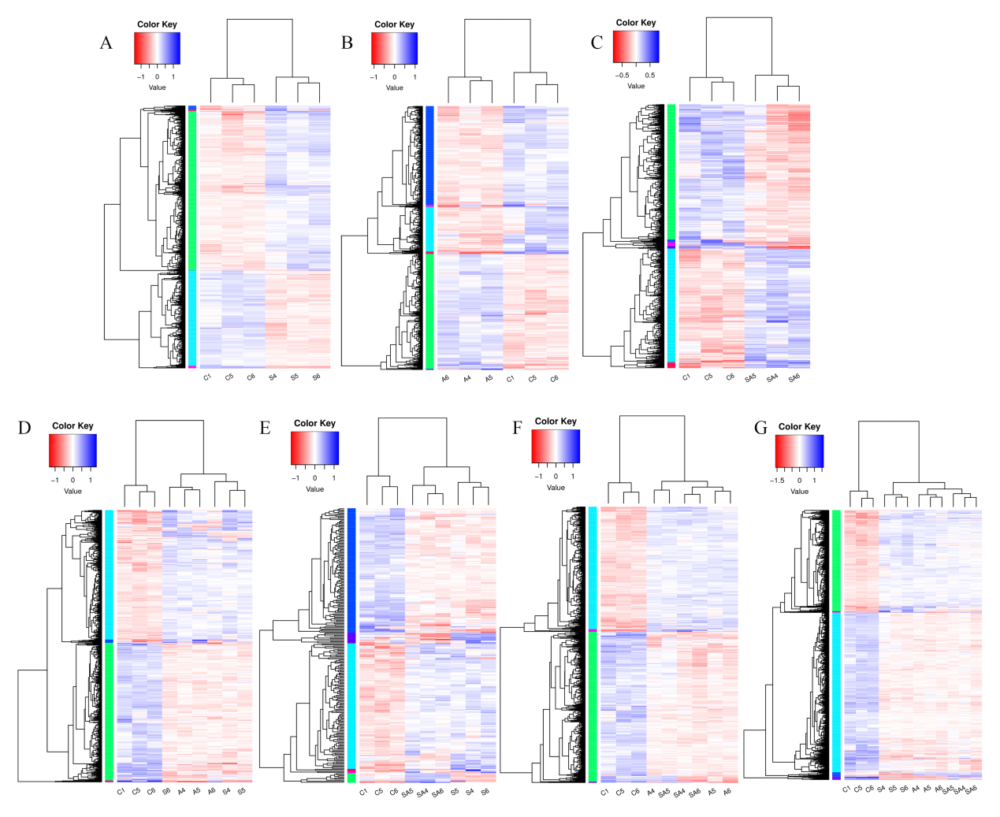 A
Color Key
−1 0 1
Value
C1 C5 C6 S4 S5 S6
B
Color Key
−1 0 1
Value
A6 A4 A5 C1 C5 C6
C
Color Key
−0.5 0.5
Value
C1 C5 C6 SA5 SA4 SA6
D
Color Key
−1 0 1
Value
C1 C5 C6 S6 A4 A5 A6 S4 S5
E
Color Key
−1 0 1
Value
C1 C5 C6 SA5 SA4 SA6 S5 S4 S6
F
Color Key
−1 0 1
Value
C1 C5 C6 A4 SA5 SA4 SA6 A5 A6
G
Color Key
−1.5 0 1
Value
C1 C5 C6 S4 S5 S6 A4 A5 A6 SA5 SA4 SA6